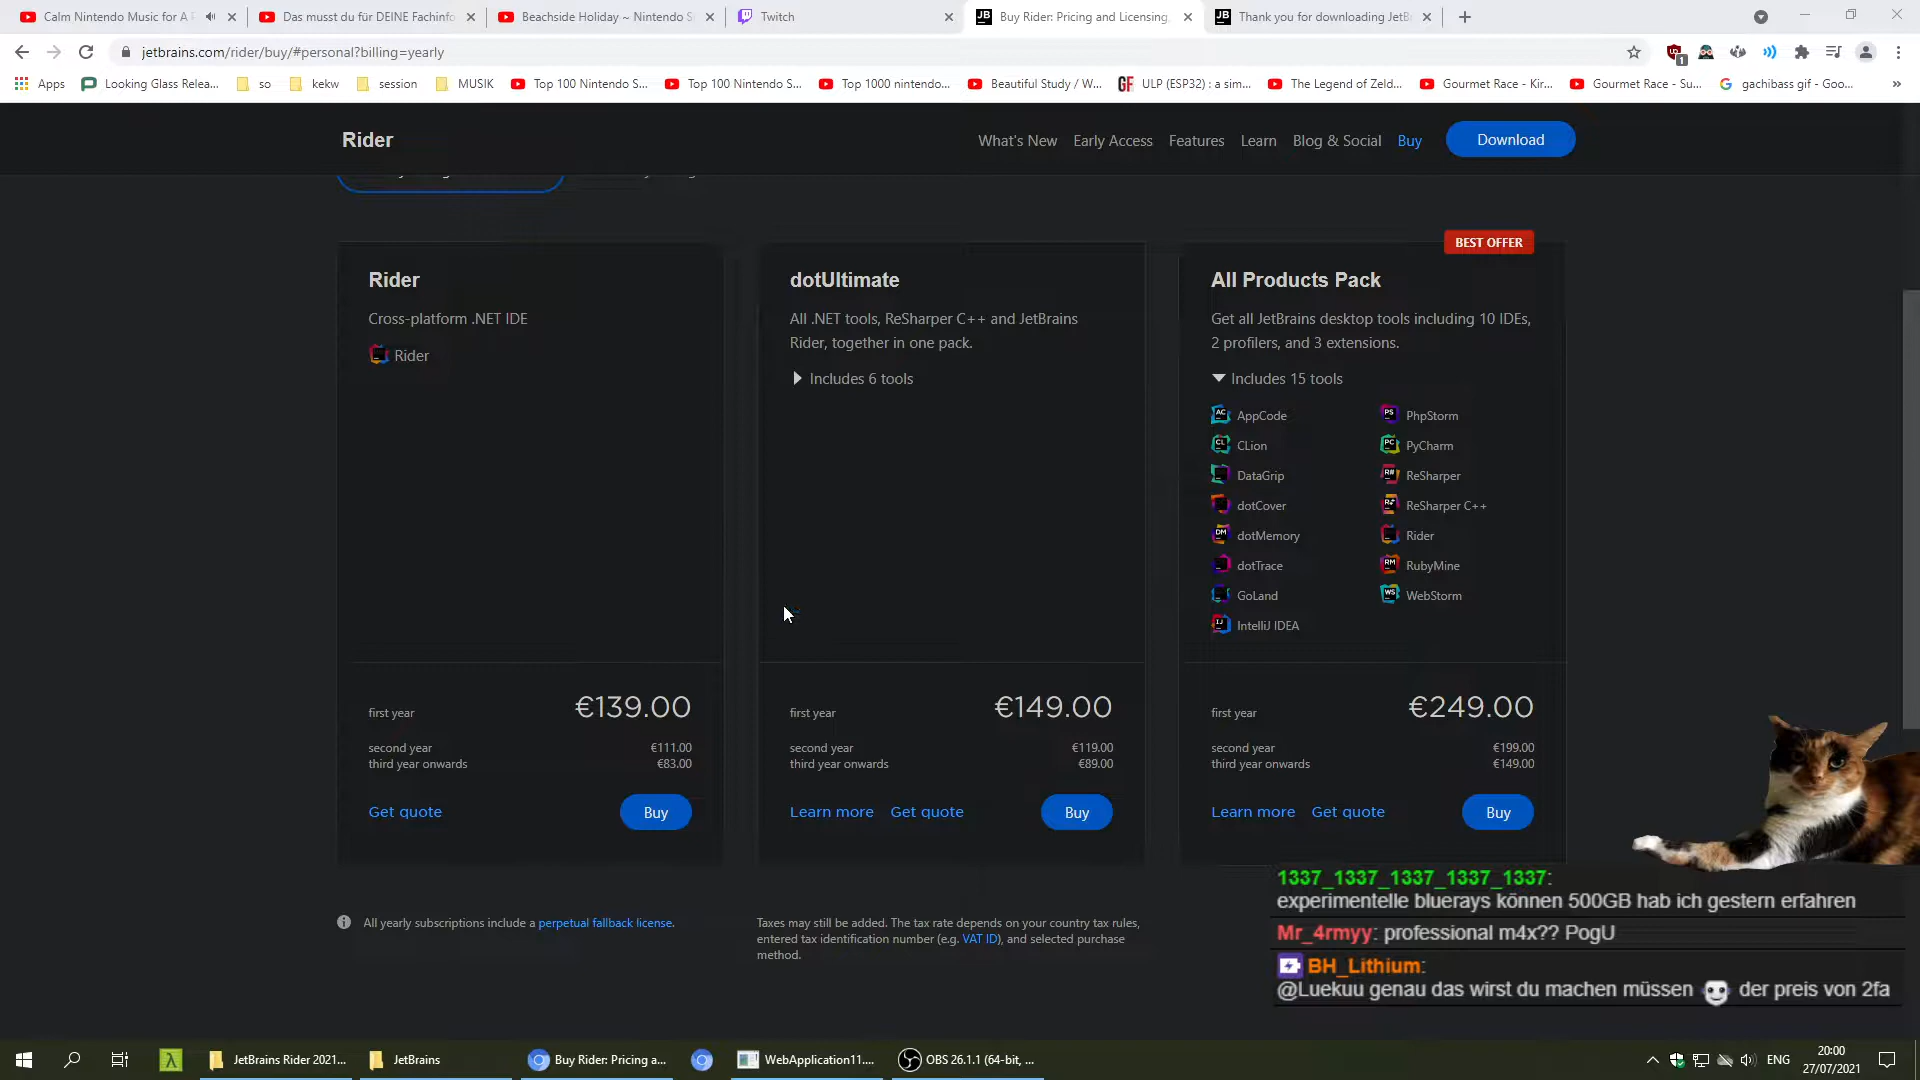 Calm Nintendo Music for A
Das musst du für DEINE Fachinfo
Beachside Holiday ~ Nintendo S
Twitch
Buy Rider: Pricing and Licensing,
Thank you for downloading JetB
jetbrains.com/rider/buy/#personal?billing=yearly
Apps
Looking Glass Relea...
so
kekw
session
MUSIK
Top 100 Nintendo S...
Top 100 Nintendo S...
Top 1000 nintendo...
Beautiful Study / W...
ULP (ESP32) : a sim...
The Legend of Zeld...
Gourmet Race - Kir...
Gourmet Race - Su...
gachibass gif - Goo...
»
Rider
What's New
Early Access
Features
Learn
Blog & Social
Buy
Download
BEST OFFER
Rider
Cross-platform .NET IDE
Rider
first year
€139.00
second year
€111.00
third year onwards
€83.00
Get quote
Buy
dotUltimate
All .NET tools, ReSharper C++ and JetBrains
Rider, together in one pack.
Includes 6 tools
first year
€149.00
second year
€119.00
third year onwards
€89.00
Learn more
Get quote
Buy
All Products Pack
Get all JetBrains desktop tools including 10 IDEs,
2 profilers, and 3 extensions.
Includes 15 tools
AppCode
CLion
DataGrip
dotCover
dotMemory
dotTrace
GoLand
IntelliJ IDEA
PhpStorm
PyCharm
ReSharper
ReSharper C++
Rider
RubyMine
WebStorm
first year
€249.00
second year
€199.00
third year onwards
€149.00
Learn more
Get quote
Buy
All yearly subscriptions include a perpetual fallback license.
Taxes may still be added. The tax rate depends on your country tax rules,
entered tax identification number (e.g. VAT ID), and selected purchase
method.
1337_1337_1337_1337_1337:
experimentelle bluerays können 500GB hab ich gestern erfahren
Mr_4rmyy: professional m4x?? PogU
BH_Lithium:
@Luekuu genau das wirst du machen müssen der preis von 2fa
JetBrains Rider 2021...
JetBrains
Buy Rider: Pricing a...
WebApplication11....
OBS 26.1.1 (64-bit, ...
ENG
20:00
27/07/2021